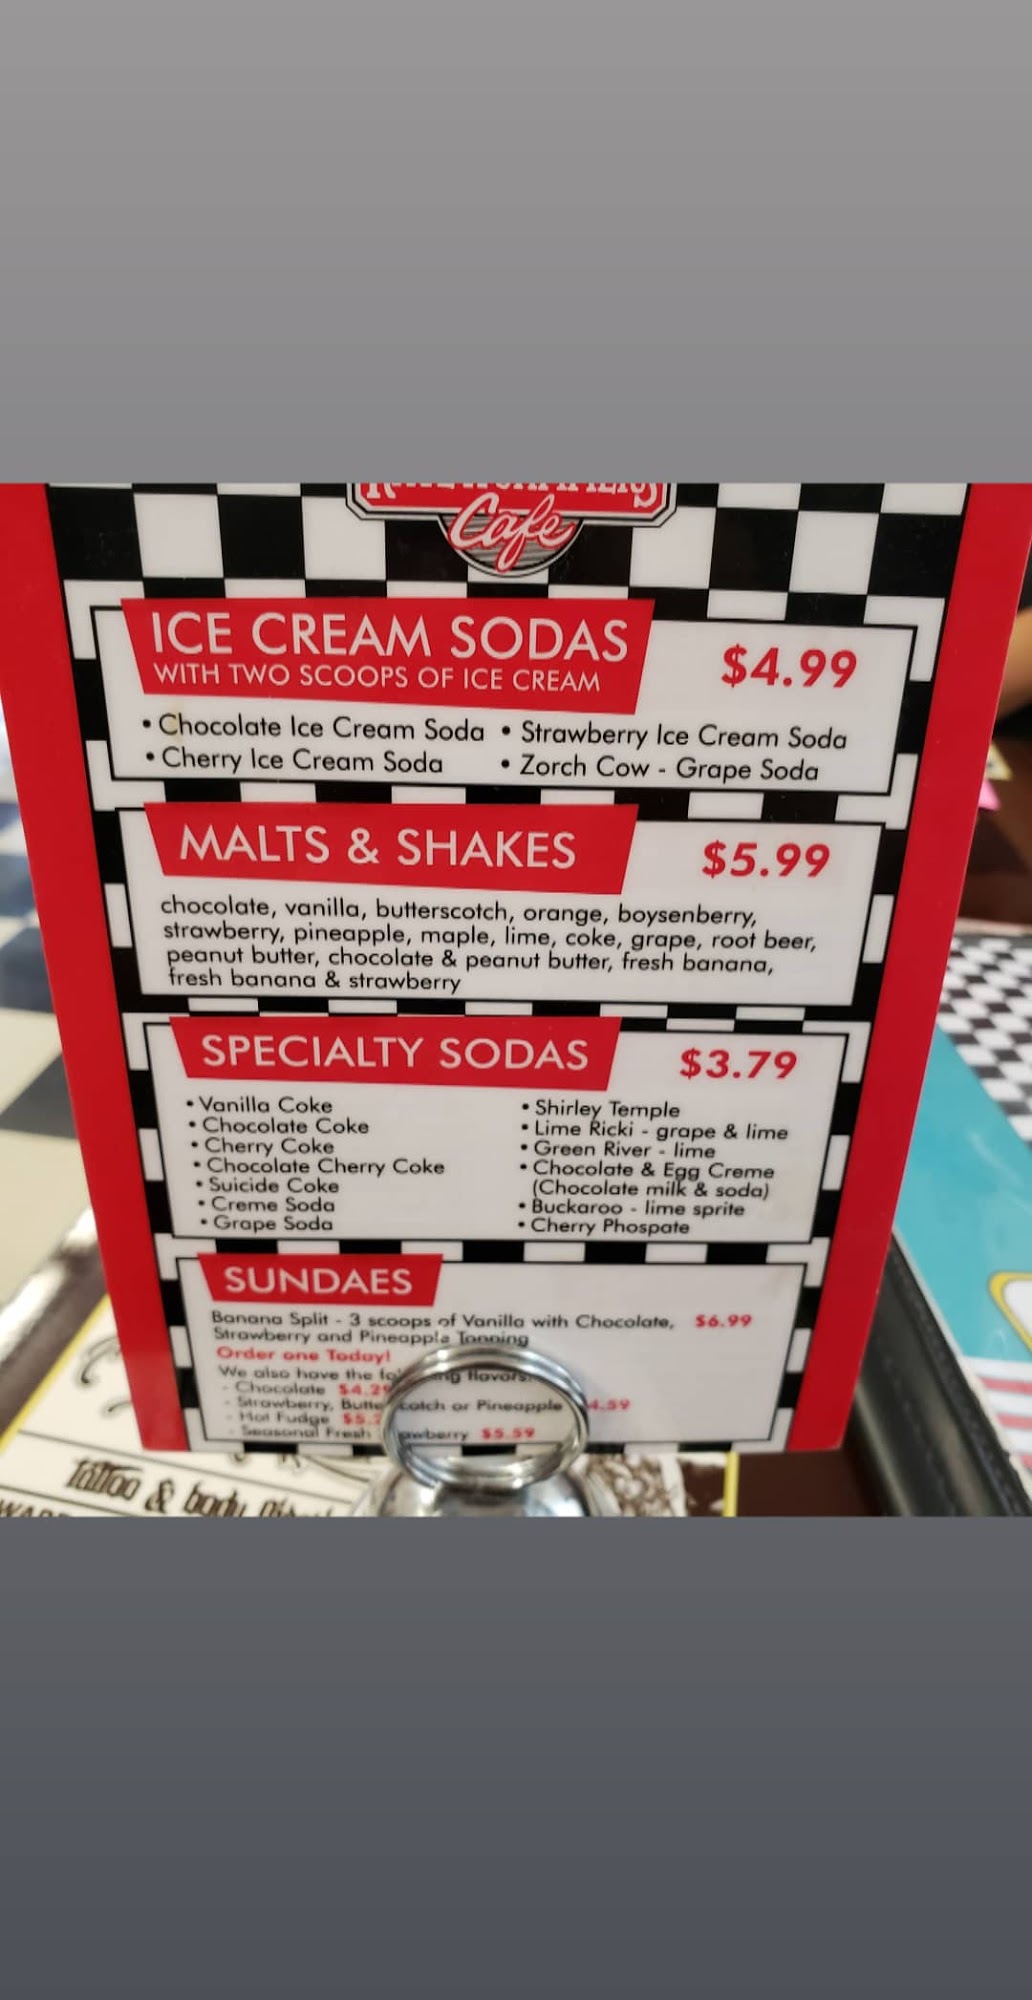 Cafe
ICE CREAM SODAS
WITH TWO SCOOPS OF ICE CREAM
$4.99
• Chocolate Ice Cream Soda • Strawberry Ice Cream Soda
• Cherry Ice Cream Soda • Zorch Cow - Grape Soda
MALTS & SHAKES
$5.99
chocolate, vanilla, butterscotch, orange, boysenberry,
strawberry, pineapple, maple, lime, coke, grape, root beer,
peanut butter, chocolate & peanut butter, fresh banana,
fresh banana & strawberry
SPECIALTY SODAS
$3.79
• Vanilla Coke
• Chocolate Coke
• Cherry Coke
• Chocolate Cherry Coke
• Suicide Coke
• Creme Soda
• Grape Soda
• Shirley Temple
• Lime Ricki - grape & lime
• Green River - lime
• Chocolate & Egg Creme
(Chocolate milk & soda)
• Buckaroo - lime sprite
• Cherry Phospate
SUNDAES
Banana Split - 3 scoops of Vanilla with Chocolate, $6.99
Strawberry and Pineapple Topping
Order one Today!
We also have the flavors:
- Chocolate
- Strawberry, Butterscotch or Pineapple
- Hot Fudge
- Seasonal Fresh $5.59
tattoo & body